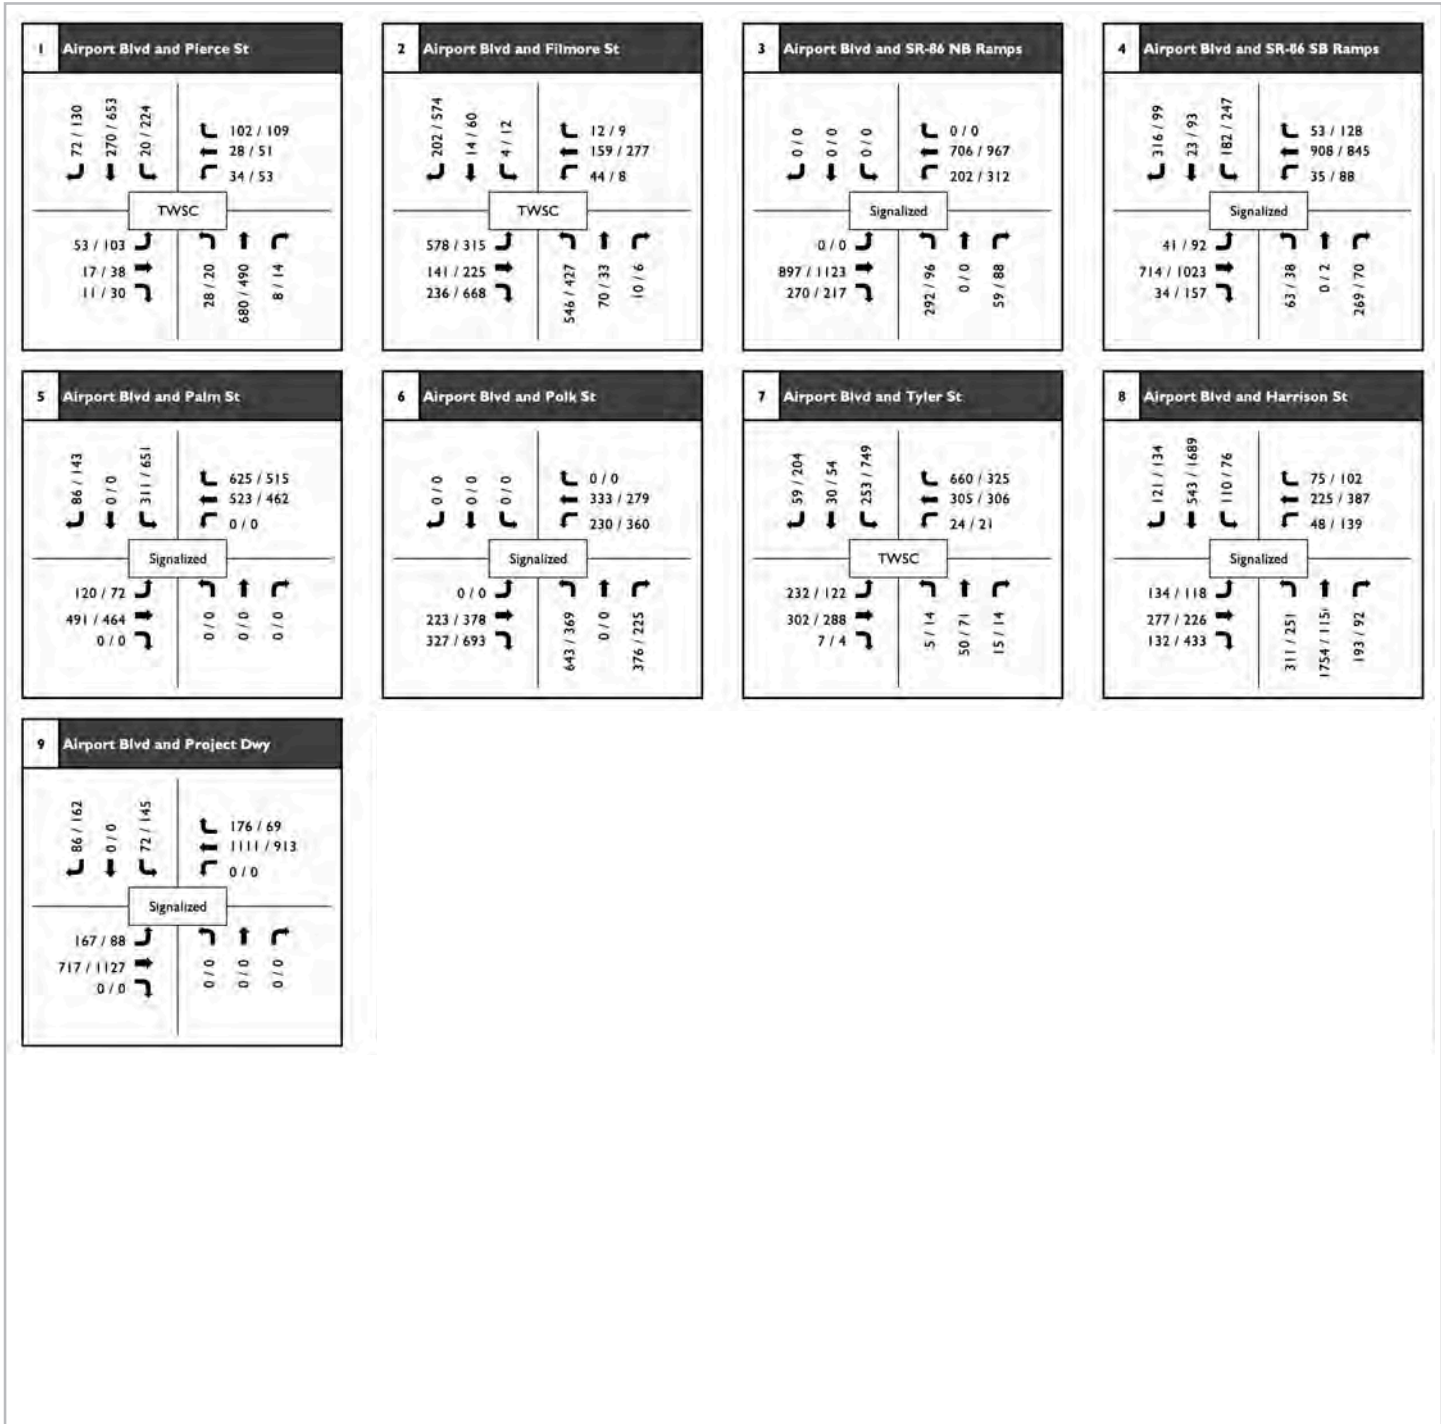 1 Airport Blvd and Pierce St
72 / 130
270 / 653
20 / 224
102 / 109
28 / 51
34 / 53
TWSC
53 / 103
17 / 38
11 / 30
28 / 20
680 / 490
8 / 14
2 Airport Blvd and Filmore St
202 / 574
14 / 60
4 / 12
12 / 9
159 / 277
44 / 8
TWSC
578 / 315
141 / 225
236 / 668
546 / 427
70 / 33
10 / 6
3 Airport Blvd and SR-86 NB Ramps
0 / 0
0 / 0
0 / 0
0 / 0
706 / 967
202 / 312
Signalized
0 / 0
897 / 1123
270 / 217
292 / 96
0 / 0
59 / 88
4 Airport Blvd and SR-86 SB Ramps
316 / 99
23 / 93
182 / 247
53 / 128
908 / 845
35 / 88
Signalized
41 / 92
714 / 1023
34 / 157
63 / 38
0 / 2
269 / 70
5 Airport Blvd and Palm St
86 / 143
0 / 0
311 / 651
625 / 515
523 / 462
0 / 0
Signalized
120 / 72
491 / 464
0 / 0
0 / 0
0 / 0
0 / 0
6 Airport Blvd and Polk St
0 / 0
0 / 0
0 / 0
0 / 0
333 / 279
230 / 360
Signalized
0 / 0
223 / 378
327 / 693
643 / 369
0 / 0
376 / 225
7 Airport Blvd and Tyler St
59 / 204
30 / 54
253 / 749
660 / 325
305 / 306
24 / 21
TWSC
232 / 122
302 / 288
7 / 4
5 / 14
50 / 71
15 / 14
8 Airport Blvd and Harrison St
121 / 134
543 / 1689
110 / 76
75 / 102
225 / 387
48 / 139
Signalized
134 / 118
277 / 226
132 / 433
311 / 251
1754 /
193 / 92
9 Airport Blvd and Project Dwy
86 / 162
0 / 0
72 / 145
176 / 69
1111 / 913
0 / 0
Signalized
167 / 88
717 / 1127
0 / 0
0 / 0
0 / 0
0 / 0